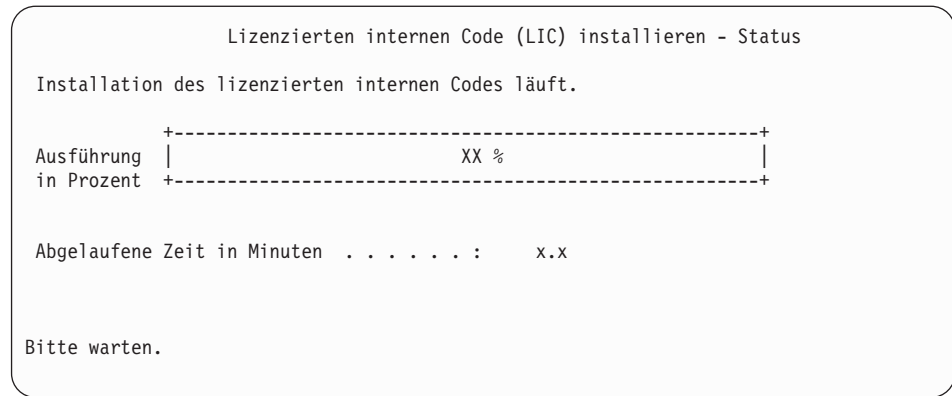 Lizenzierten internen Code (LIC) installieren - Status
Installation des lizenzierten internen Codes läuft.
+-------------------------------------------------------+
Ausführung | XX % |
in Prozent +-------------------------------------------------------+
Abgelaufene Zeit in Minuten . . . . . . : x.x
Bitte warten.